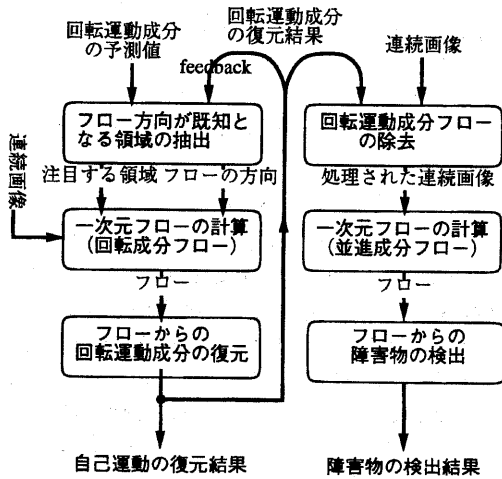 回転運動成分
の予測値
回転運動成分
の復元結果
連続画像
feedback
フロー方向が既知と
なる領域の抽出
回転運動成分フロー
の除去
連続画像
注目する領域 フローの方向
処理された連続画像
一次元フローの計算
(回転成分フロー)
一次元フローの計算
(並進成分フロー)
フロー
フロー
フローからの
回転運動成分の復元
フローからの
障害物の検出
自己運動の復元結果
障害物の検出結果